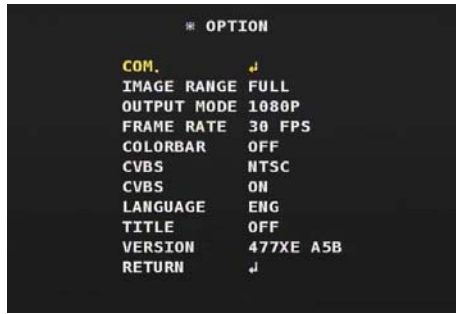 ※ OPTION
COM. ↲
IMAGE RANGE FULL
OUTPUT MODE 1080P
FRAME RATE 30 FPS
COLORBAR OFF
CVBS NTSC
CVBS ON
LANGUAGE ENG
TITLE OFF
VERSION 477XE A5B
RETURN ↲